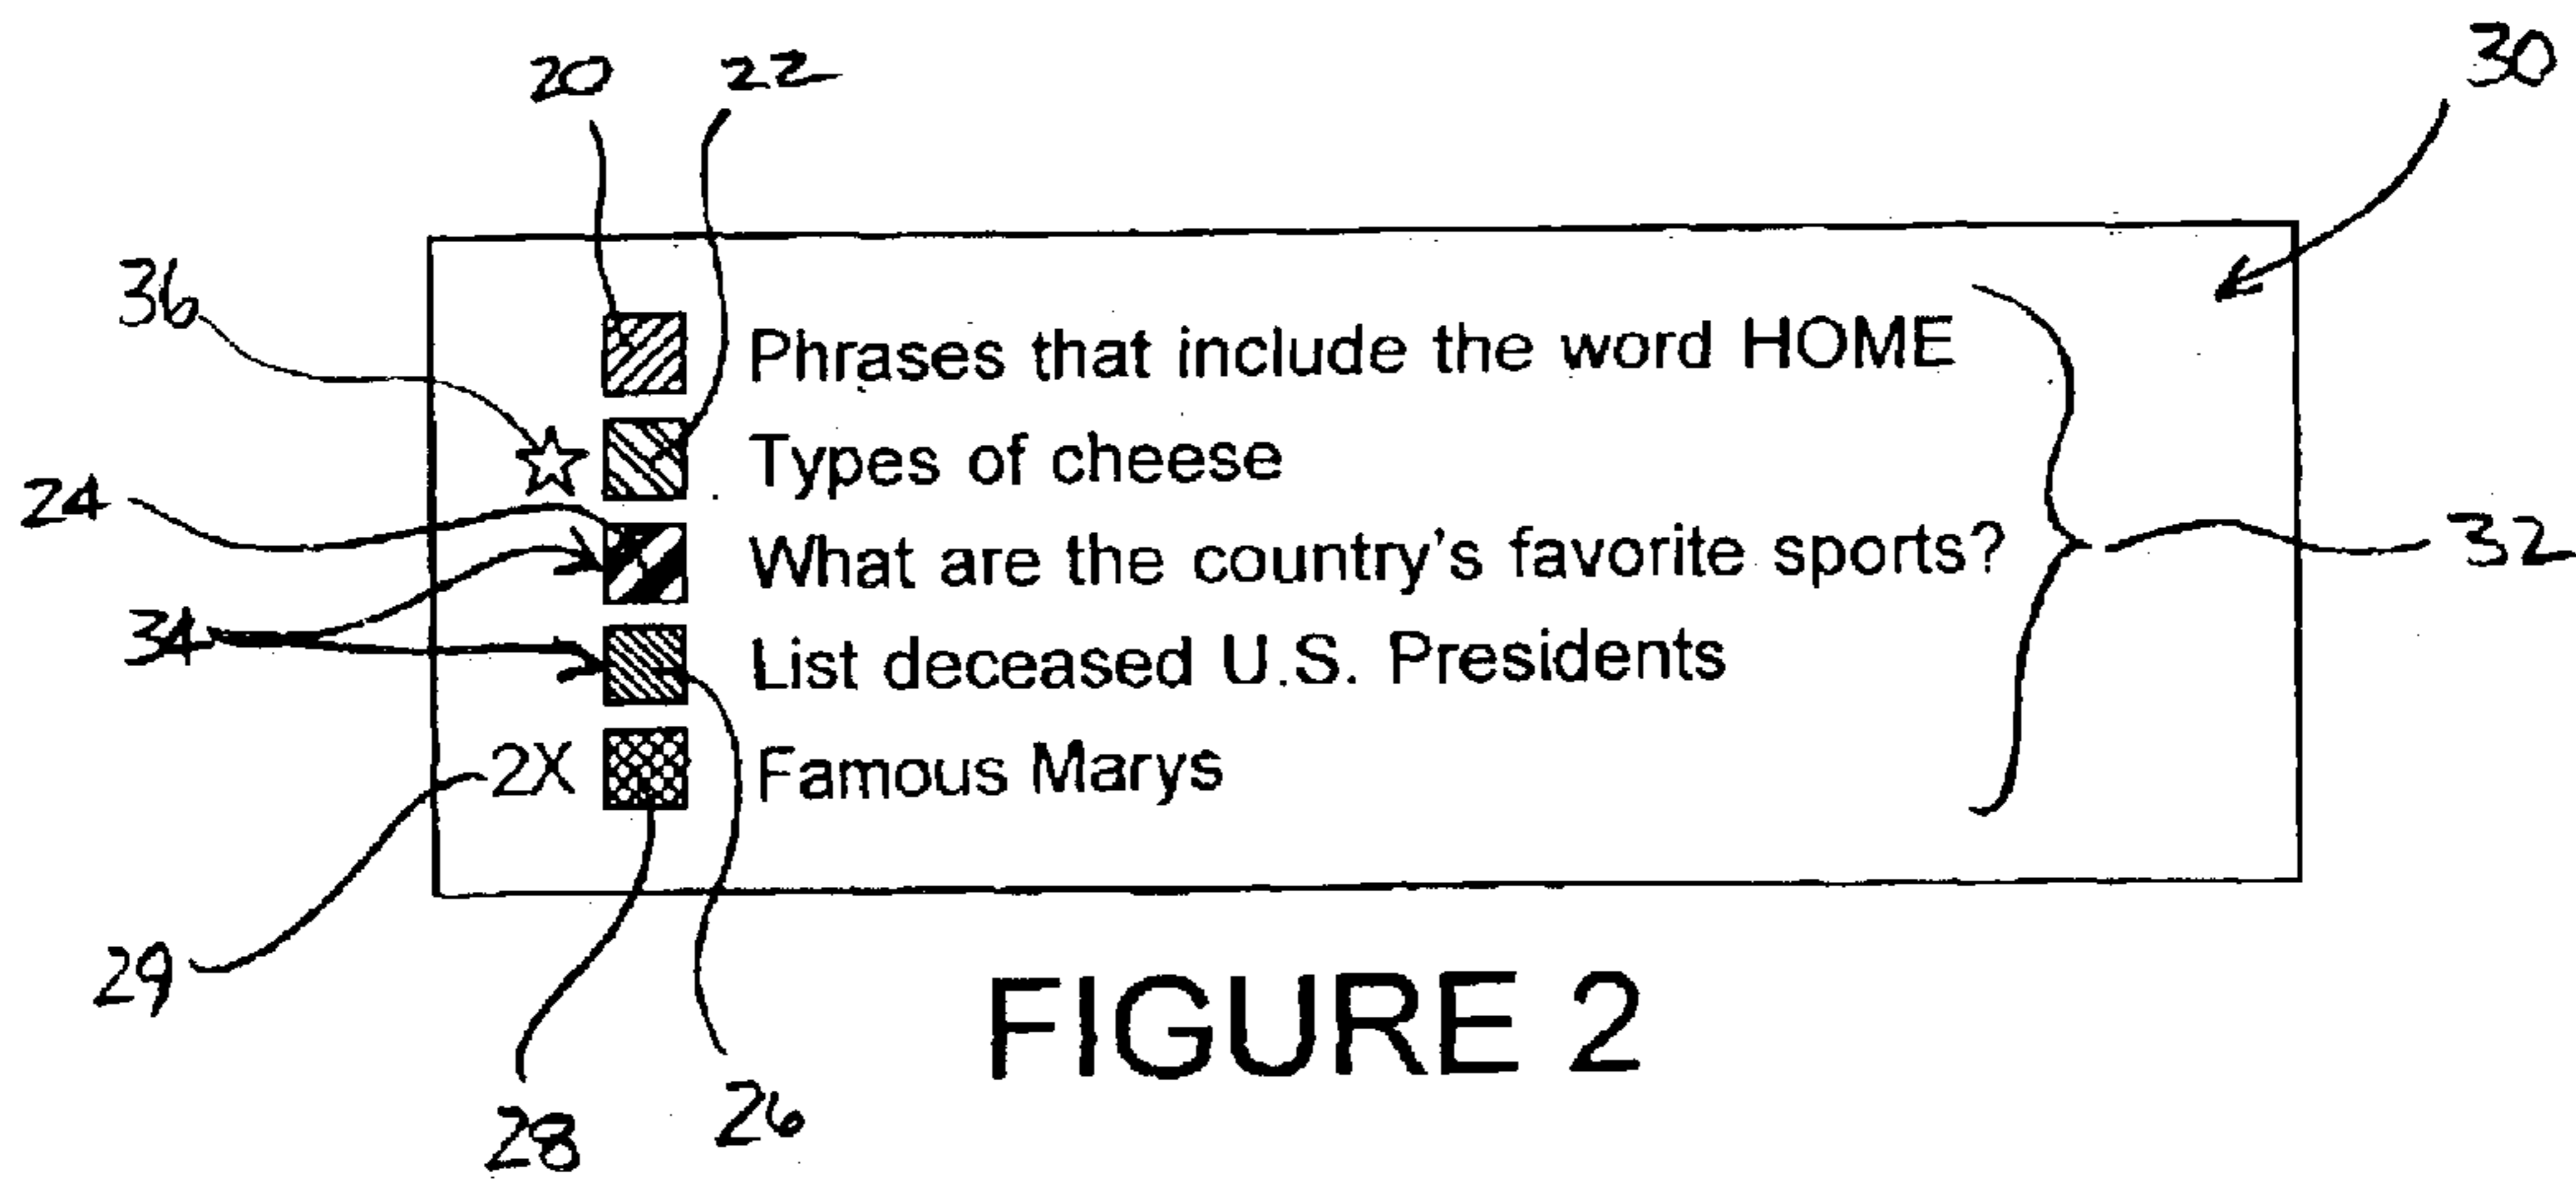 20 22 30
36
Phrases that include the word HOME
Types of cheese
24
What are the country's favorite sports?
32
34
List deceased U.S. Presidents
2X Famous Marys
29
FIGURE 2
28 26